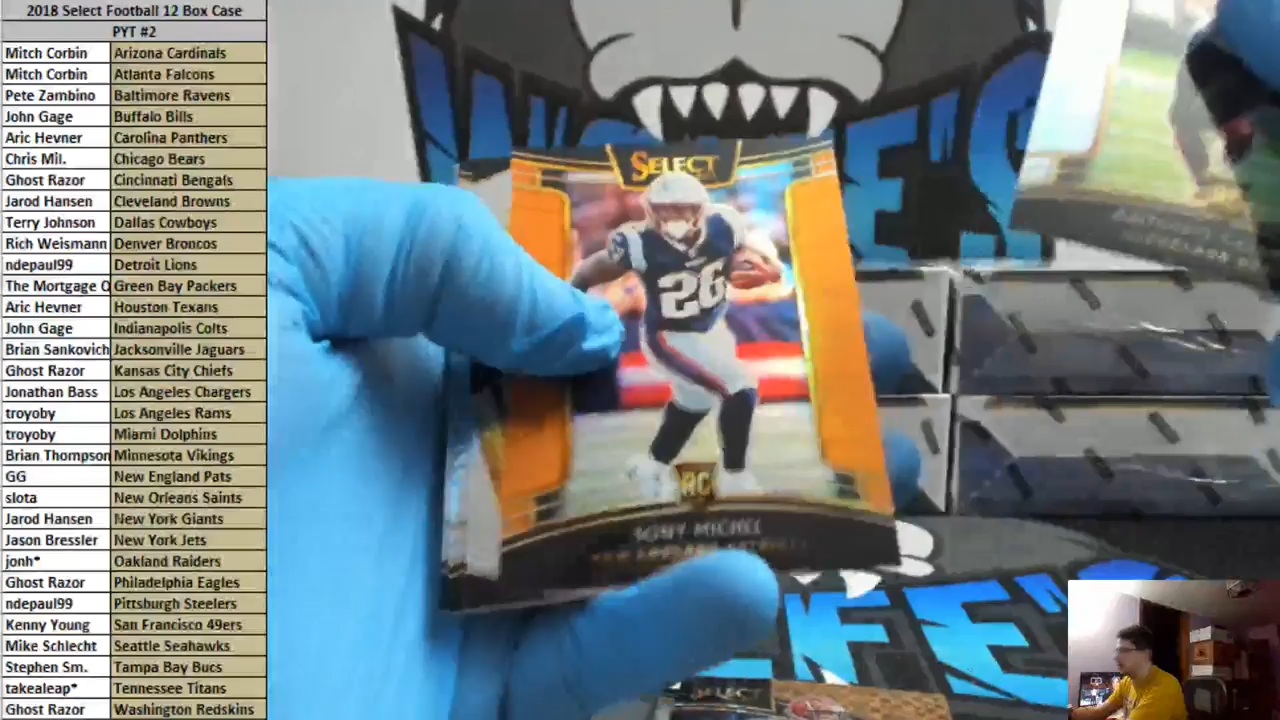 2018 Select Football 12 Box Case
PYT #2
Mitch Corbin Arizona Cardinals
Mitch Corbin Atlanta Falcons
Pete Zambino Baltimore Ravens
John Gage Buffalo Bills
Aric Hevner Carolina Panthers
Chris Mil. Chicago Bears
Ghost Razor Cincinnati Bengals
Jarod Hansen Cleveland Browns
Terry Johnson Dallas Cowboys
Rich Weismann Denver Broncos
ndepaul99 Detroit Lions
The Mortgage Green Bay Packers
Aric Hevner Houston Texans
John Gage Indianapolis Colts
Brian Sankovich Jacksonville Jaguars
Ghost Razor Kansas City Chiefs
Jonathan Bass Los Angeles Chargers
troyoby Los Angeles Rams
troyoby Miami Dolphins
Brian Thompson Minnesota Vikings
GG New England Pats
slota New Orleans Saints
Jarod Hansen New York Giants
Jason Bressler New York Jets
jonh* Oakland Raiders
Ghost Razor Philadelphia Eagles
ndepaul99 Pittsburgh Steelers
Kenny Young San Francisco 49ers
Mike Schlecht Seattle Seahawks
Stephen Sm. Tampa Bay Bucs
takealeap* Tennessee Titans
Ghost Razor Washington Redskins
SELECT
26
RC
SONY MICHEL
SELECT